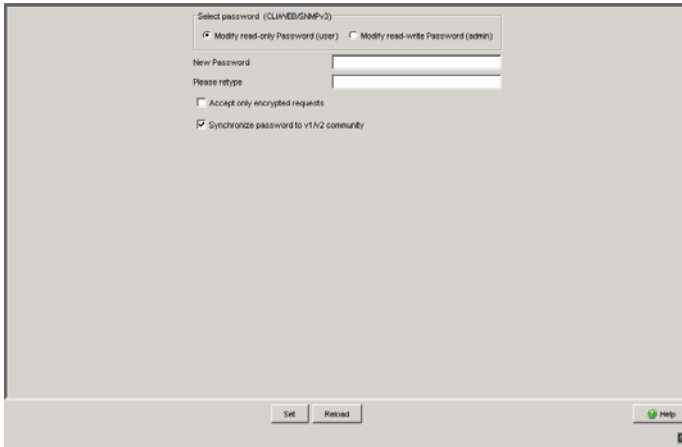 Select password (CLI/WEB/SNMPv3)
Modify read-only Password (user) Modify read-write Password (admin)
New Password
Please retype
Accept only encrypted requests
Synchronize password to v1/v2 community
Set Reload Help